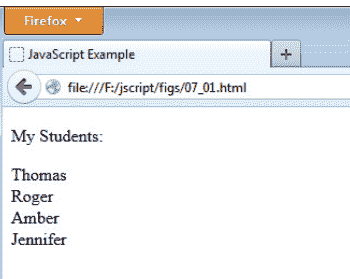 Firefox
JavaScript Example
file:///F:/jscript/figs/07_01.html
My Students:
Thomas
Roger
Amber
Jennifer